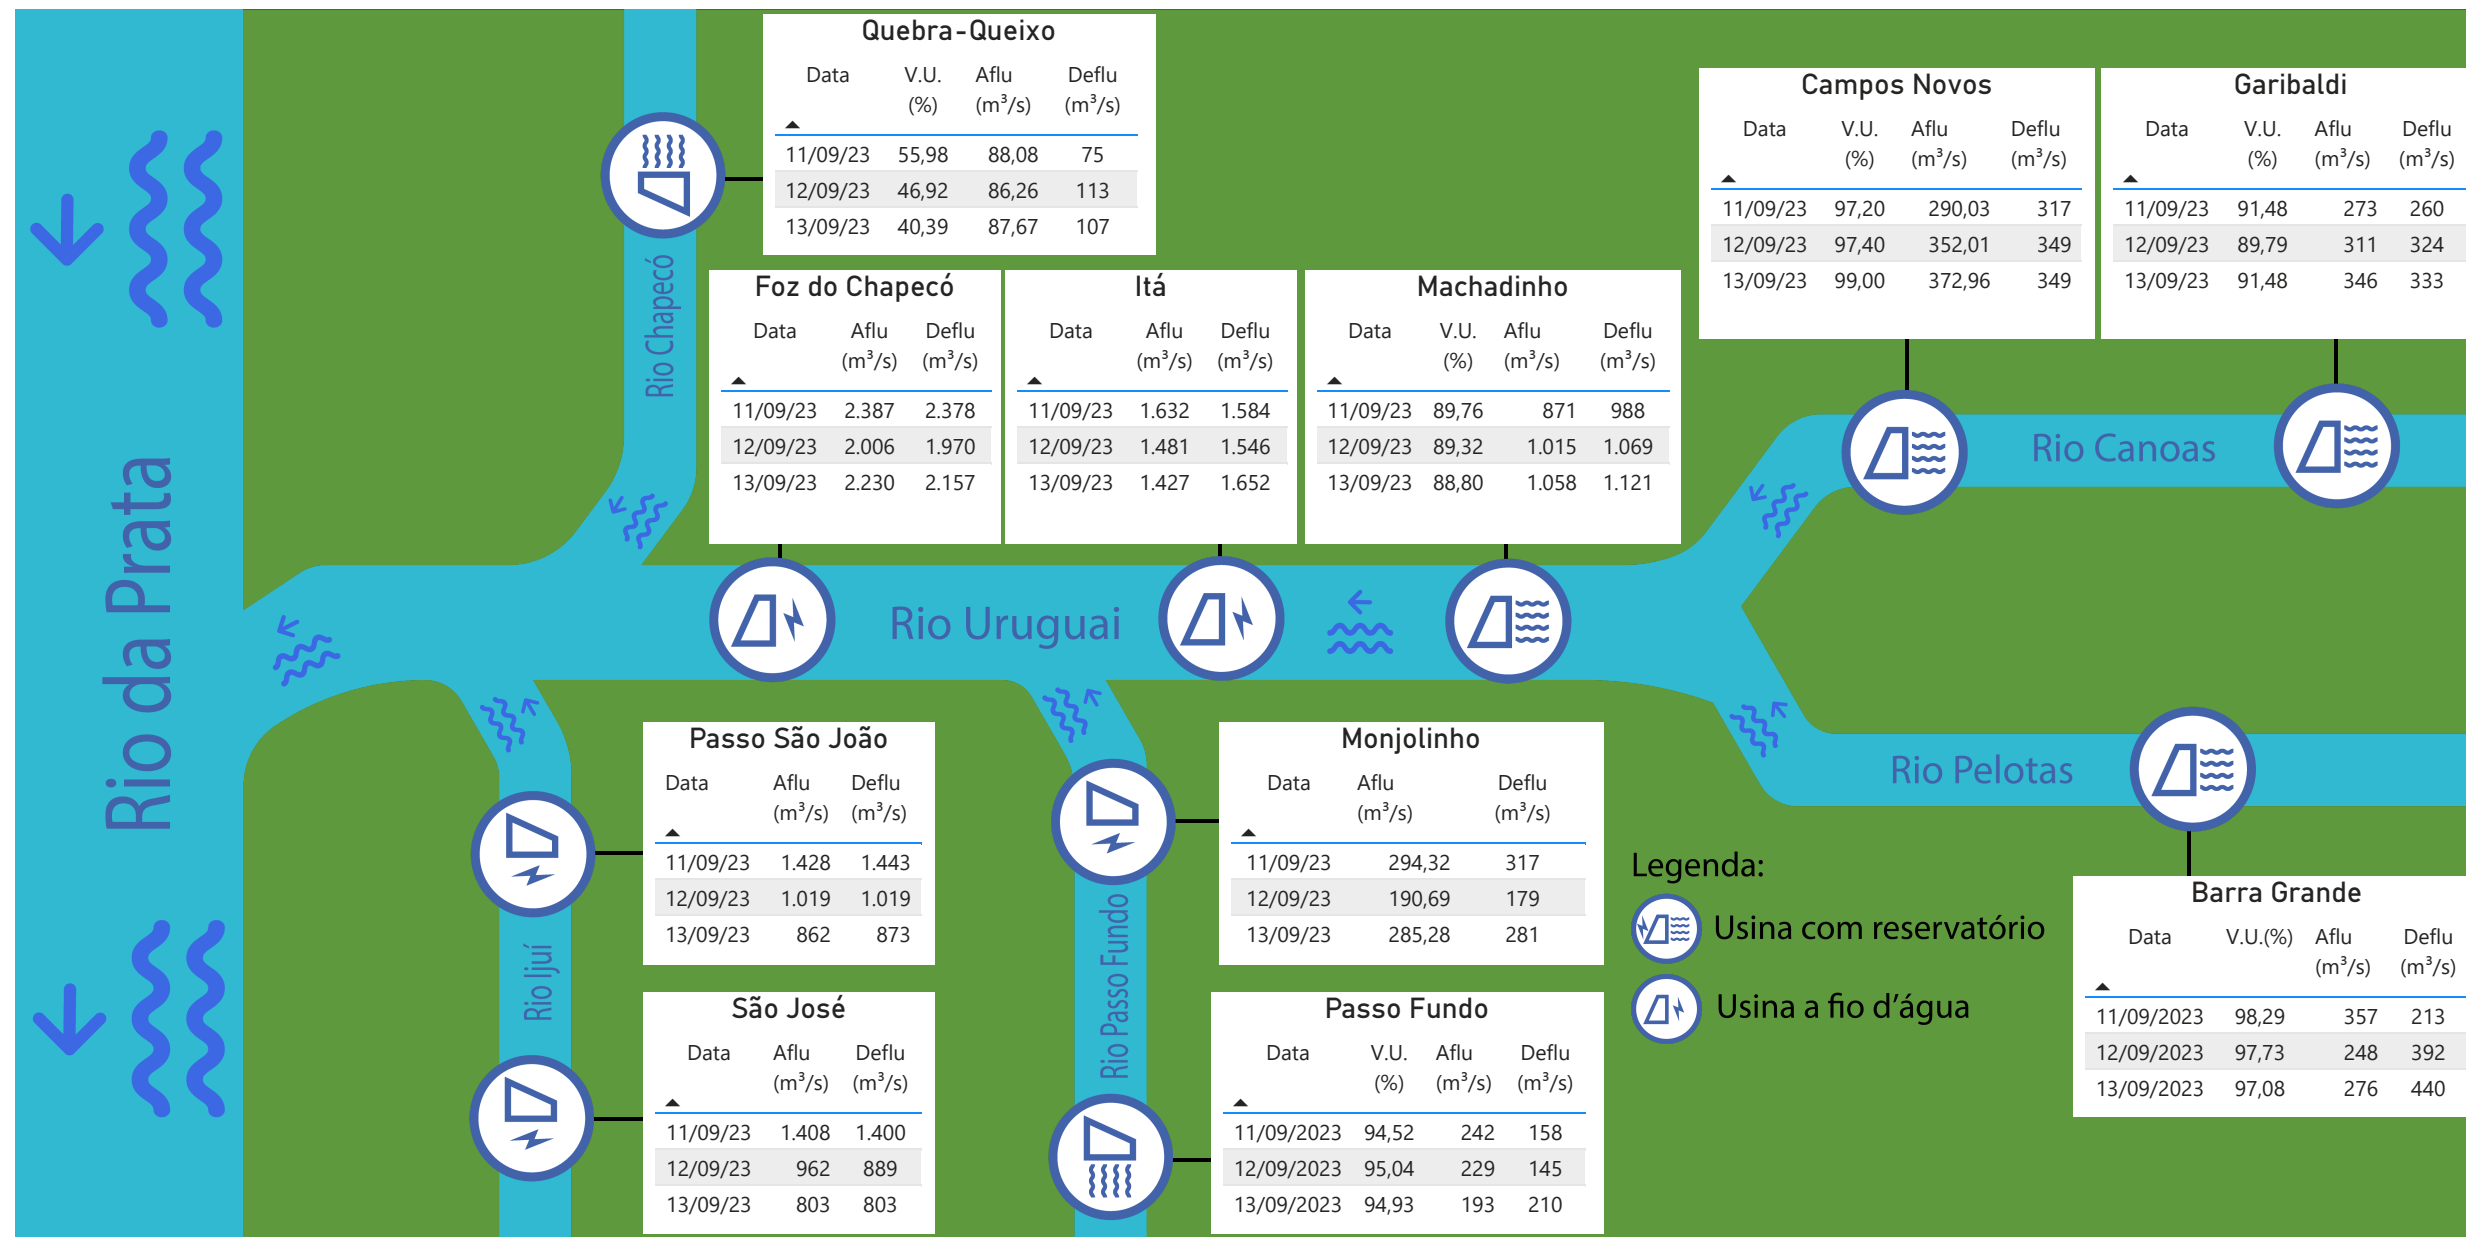 Quebra-Queixo
Data V.U. (%) Aflu (m³/s) Deflu (m³/s)
11/09/23 55,98 88,08 75
12/09/23 46,92 86,26 113
13/09/23 40,39 87,67 107
Campos Novos
Data V.U. (%) Aflu (m³/s) Deflu (m³/s)
11/09/23 97,20 290,03 317
12/09/23 97,40 352,01 349
13/09/23 99,00 372,96 349
Garibaldi
Data V.U. (%) Aflu (m³/s) Deflu (m³/s)
11/09/23 91,48 273 260
12/09/23 89,79 311 324
13/09/23 91,48 346 333
Rio Chapecó
Foz do Chapecó
Data Aflu (m³/s) Deflu (m³/s)
11/09/23 2.387 2.378
12/09/23 2.006 1.970
13/09/23 2.230 2.157
Itá
Data Aflu (m³/s) Deflu (m³/s)
11/09/23 1.632 1.584
12/09/23 1.481 1.546
13/09/23 1.427 1.652
Machadinho
Data V.U. (%) Aflu (m³/s) Deflu (m³/s)
11/09/23 89,76 871 988
12/09/23 89,32 1.015 1.069
13/09/23 88,80 1.058 1.121
Rio Canoas
Rio da Prata
Rio Uruguai
Rio Pelotas
Passo São João
Data Aflu (m³/s) Deflu (m³/s)
11/09/23 1.428 1.443
12/09/23 1.019 1.019
13/09/23 862 873
Monjolinho
Data Aflu (m³/s) Deflu (m³/s)
11/09/23 294,32 317
12/09/23 190,69 179
13/09/23 285,28 281
Legenda:
Usina com reservatório
Usina a fio d’água
Barra Grande
Data V.U.(%) Aflu (m³/s) Deflu (m³/s)
11/09/2023 98,29 357 213
12/09/2023 97,73 248 392
13/09/2023 97,08 276 440
Rio Ijuí
Rio Passo Fundo
São José
Data Aflu (m³/s) Deflu (m³/s)
11/09/23 1.408 1.400
12/09/23 962 889
13/09/23 803 803
Passo Fundo
Data V.U. (%) Aflu (m³/s) Deflu (m³/s)
11/09/2023 94,52 242 158
12/09/2023 95,04 229 145
13/09/2023 94,93 193 210